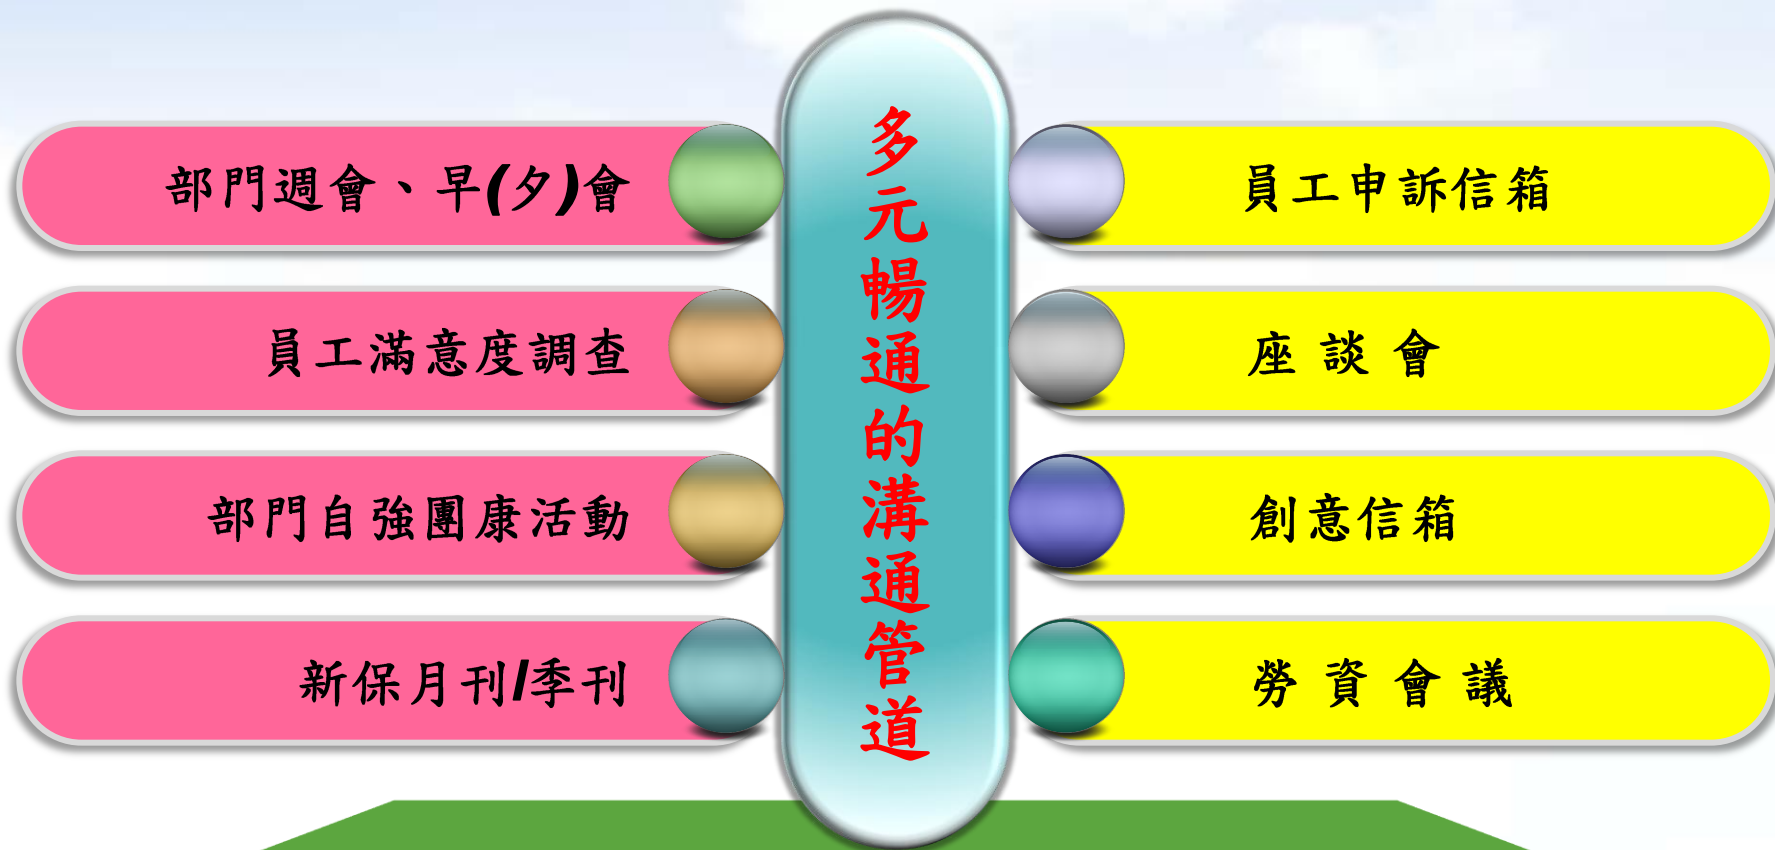 多元暢通的溝通管道
部門週會、早(夕)會
員工滿意度調查
部門自強團康活動
新保月刊/季刊
員工申訴信箱
座談會
創意信箱
勞資會議